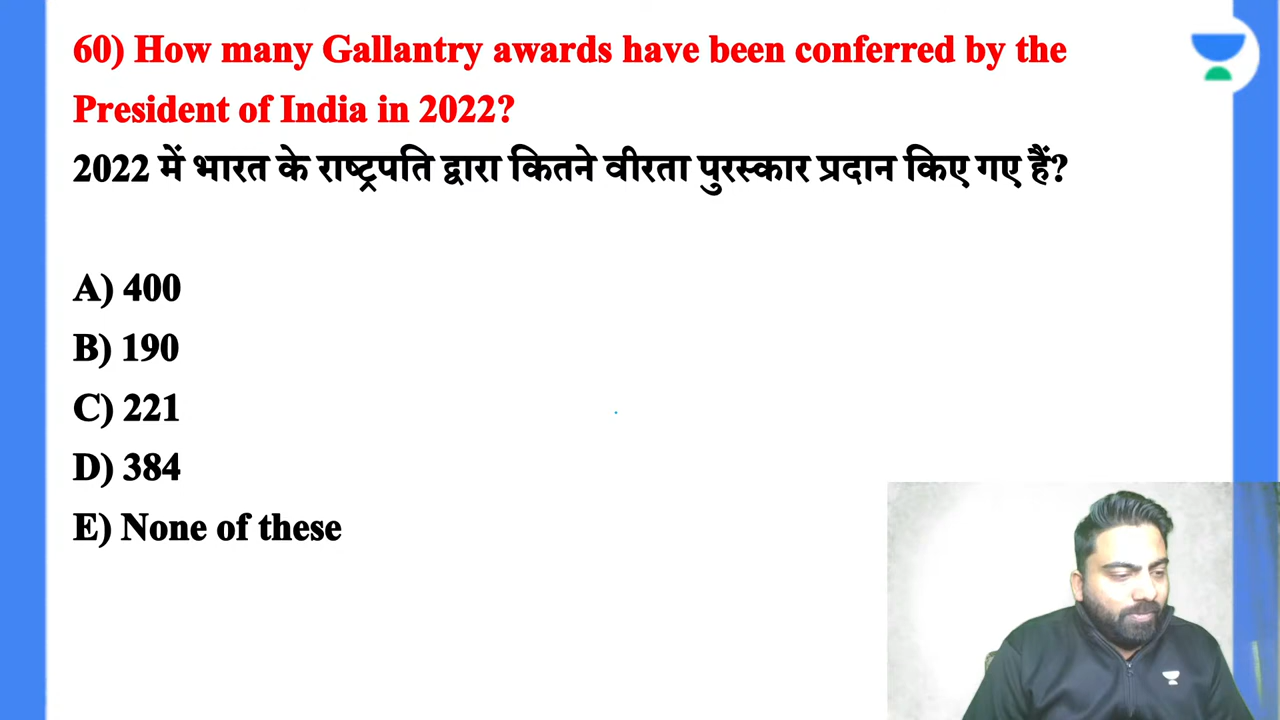 60) How many Gallantry awards have been conferred by the
President of India in 2022?
2022 में भारत के राष्ट्रपति द्वारा कितने वीरता पुरस्कार प्रदान किए गए हैं?
A) 400
B) 190
C) 221
D) 384
E) None of these